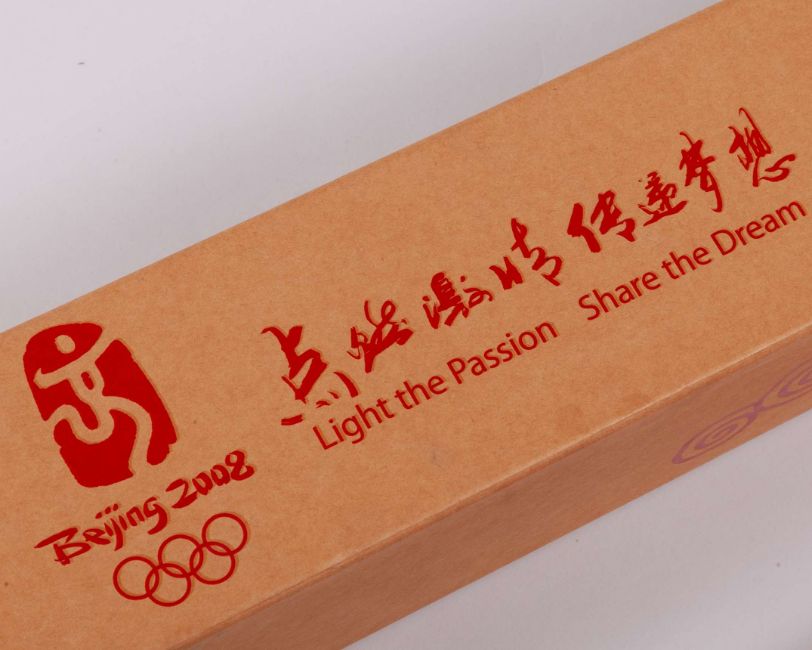 点燃激情 传递梦想
Light the Passion Share the Dream
Beijing 2008